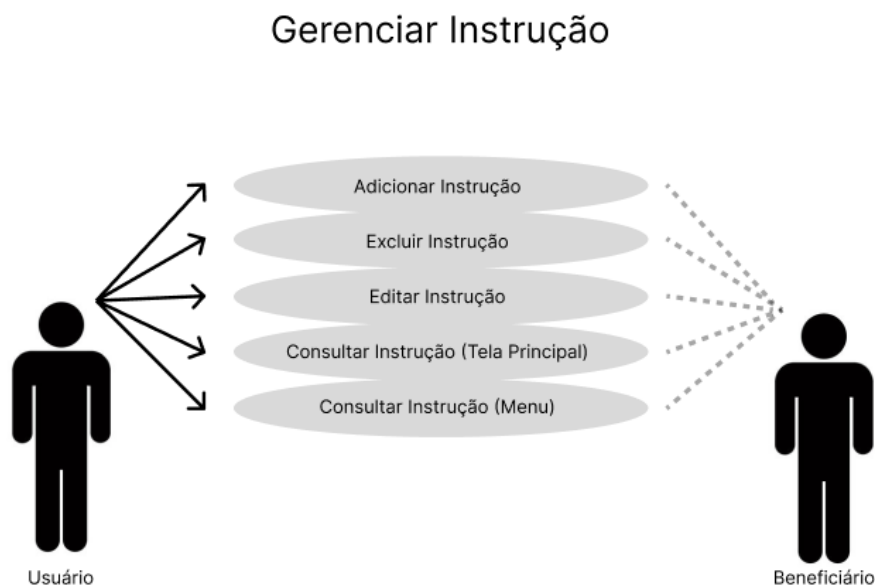 Gerenciar Instrução
Adicionar Instrução
Excluir Instrução
Editar Instrução
Consultar Instrução (Tela Principal)
Consultar Instrução (Menu)
Usuário
Beneficiário